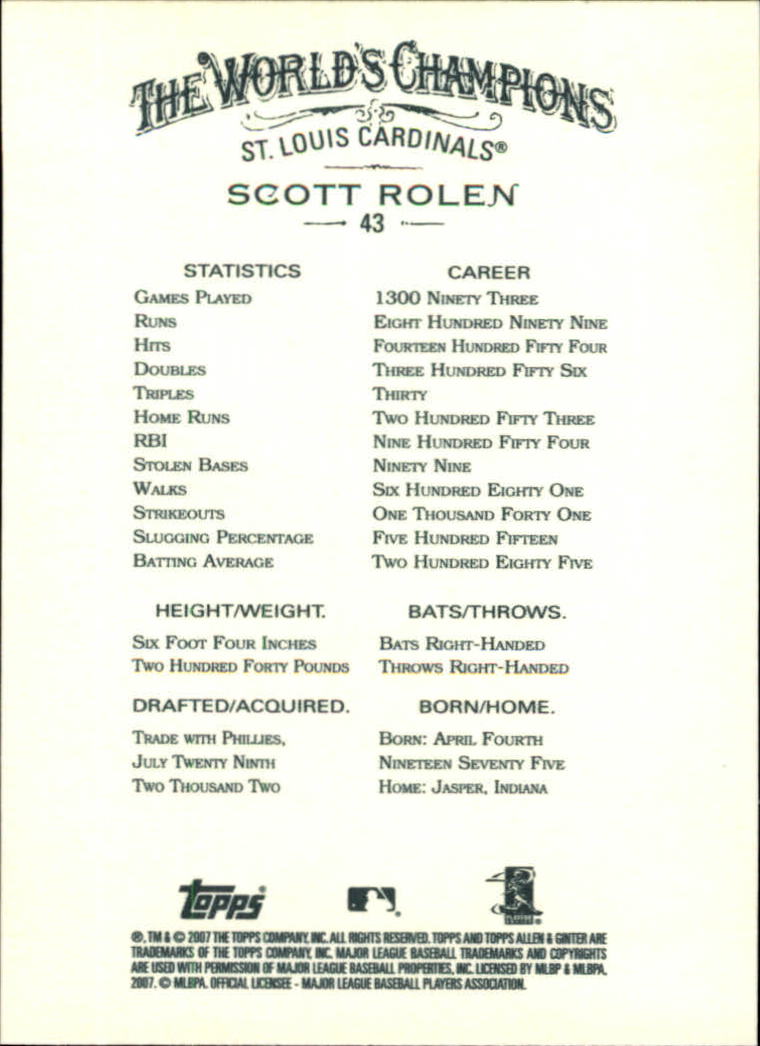 THE WORLD'S CHAMPIONS
ST. LOUIS CARDINALS®
SCOTT ROLEN
43
STATISTICS CAREER
GAMES PLAYED 1300 NINETY THREE
RUNS EIGHT HUNDRED NINETY NINE
HITS FOURTEEN HUNDRED FIFTY FOUR
DOUBLES THREE HUNDRED FIFTY SIX
TRIPLES THIRTY
HOME RUNS TWO HUNDRED FIFTY THREE
RBI NINE HUNDRED FIFTY FOUR
STOLEN BASES NINETY NINE
WALKS SIX HUNDRED EIGHTY ONE
STRIKEOUTS ONE THOUSAND FORTY ONE
SLUGGING PERCENTAGE FIVE HUNDRED FIFTEEN
BATTING AVERAGE TWO HUNDRED EIGHTY FIVE
HEIGHT/WEIGHT. BATS/THROWS.
SIX FOOT FOUR INCHES BATS RIGHT-HANDED
TWO HUNDRED FORTY POUNDS THROWS RIGHT-HANDED
DRAFTED/ACQUIRED. BORN/HOME.
TRADE WITH PHILLIES, BORN: APRIL FOURTH
JULY TWENTY NINTH NINETEEN SEVENTY FIVE
TWO THOUSAND TWO HOME: JASPER, INDIANA
topps®
®, TM & © 2007 THE TOPPS COMPANY, INC. ALL RIGHTS RESERVED. TOPPS AND TOPPS ALLEN & GINTER ARE
TRADEMARKS OF THE TOPPS COMPANY, INC. MAJOR LEAGUE BASEBALL TRADEMARKS AND COPYRIGHTS
ARE USED WITH PERMISSION OF MAJOR LEAGUE BASEBALL PROPERTIES, INC. LICENSED BY MLBP & MLBPA.
2007. © MLBPA. OFFICIAL LICENSEE - MAJOR LEAGUE BASEBALL PLAYERS ASSOCIATION.